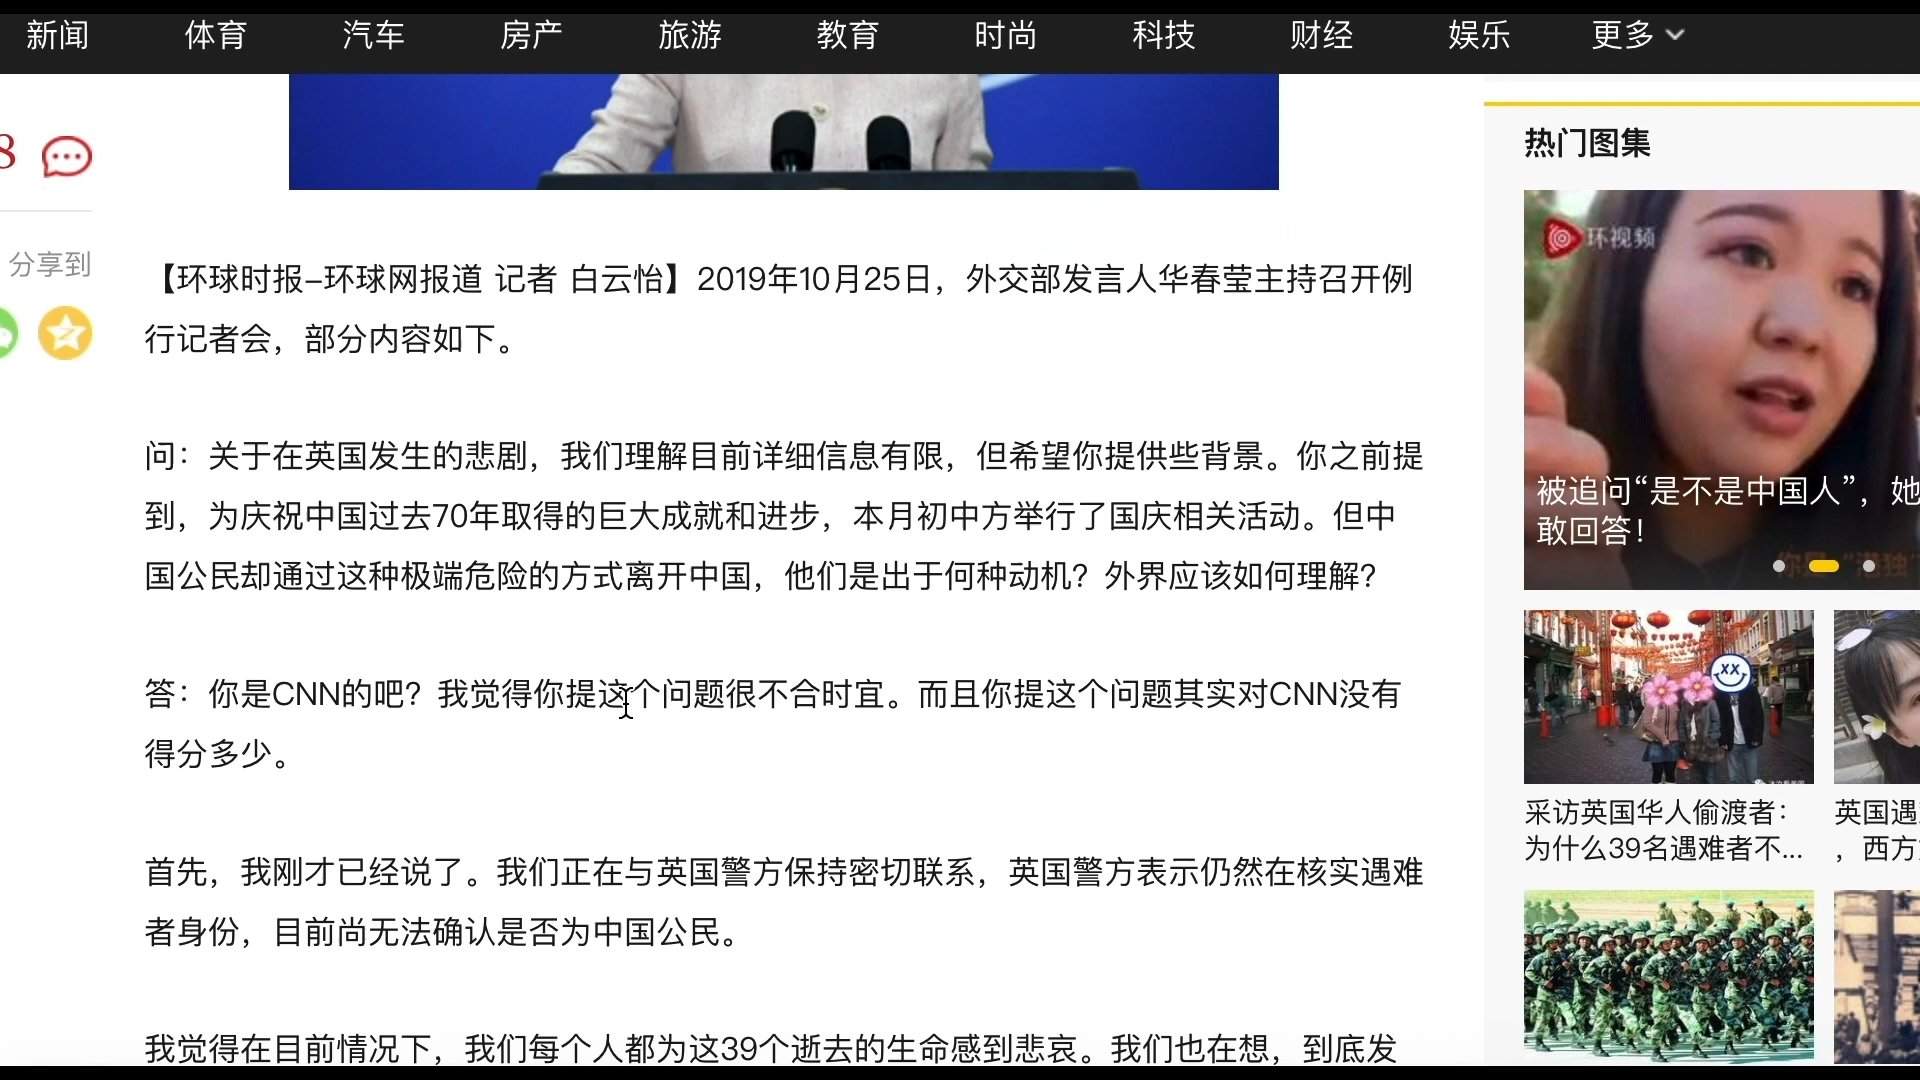 新闻 体育 汽车 房产 旅游 教育 时尚 科技 财经 娱乐 更多
8
分享到
【环球时报-环球网报道 记者 白云怡】2019年10月25日，外交部发言人华春莹主持召开例
行记者会，部分内容如下。
问：关于在英国发生的悲剧，我们理解目前详细信息有限，但希望你提供些背景。你之前提
到，为庆祝中国过去70年取得的巨大成就和进步，本月初中方举行了国庆相关活动。但中
国公民却通过这种极端危险的方式离开中国，他们是出于何种动机？外界应该如何理解？
答：你是CNN的吧？我觉得你提这个问题很不合时宜。而且你提这个问题其实对CNN没有
得分多少。
首先，我刚才已经说了。我们正在与英国警方保持密切联系，英国警方表示仍然在核实遇难
者身份，目前尚无法确认是否为中国公民。
我觉得在目前情况下，我们每个人都为这39个逝去的生命感到悲哀。我们也在想，到底发
热门图集
环视频
被追问“是不是中国人”，她
敢回答！
采访英国华人偷渡者：
为什么39名遇难者不...
英国遇
，西方